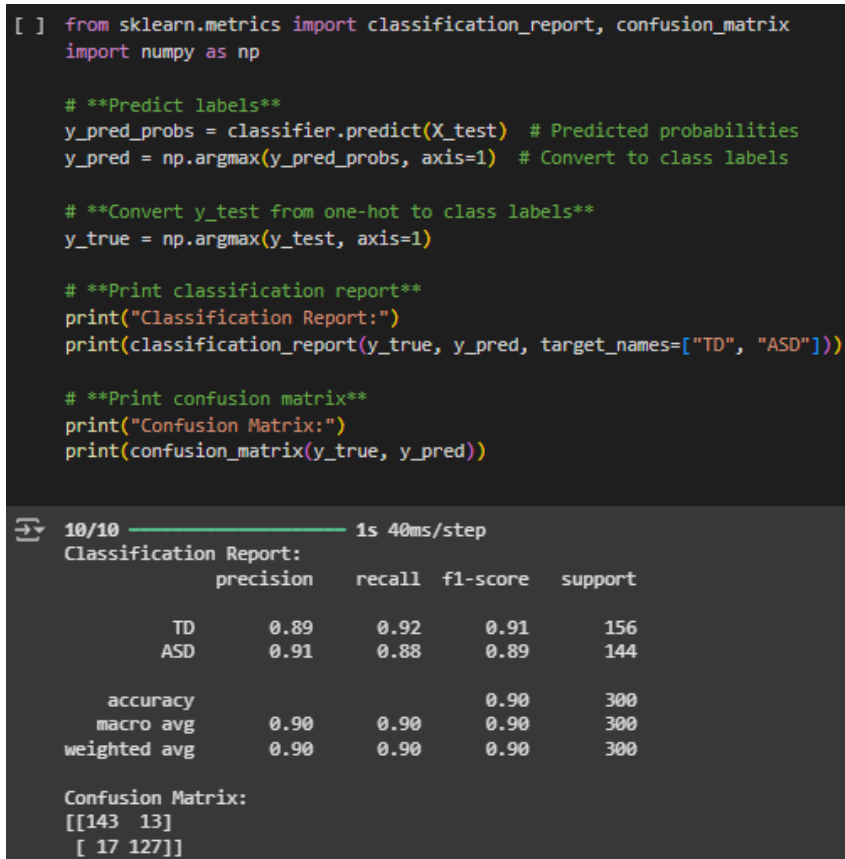 [ ] from sklearn.metrics import classification_report, confusion_matrix
import numpy as np
# **Predict labels**
y_pred_probs = classifier.predict(X_test)  # Predicted probabilities
y_pred = np.argmax(y_pred_probs, axis=1)  # Convert to class labels
# **Convert y_test from one-hot to class labels**
y_true = np.argmax(y_test, axis=1)
# **Print classification report**
print("Classification Report:")
print(classification_report(y_true, y_pred, target_names=["TD", "ASD"]))
# **Print confusion matrix**
print("Confusion Matrix:")
print(confusion_matrix(y_true, y_pred))
10/10 ━━━━━━━━━━━━━━━━━━━━ 1s 40ms/step
Classification Report:
precision recall f1-score support
TD 0.89 0.92 0.91 156
ASD 0.91 0.88 0.89 144
accuracy 0.90 300
macro avg 0.90 0.90 0.90 300
weighted avg 0.90 0.90 0.90 300
Confusion Matrix:
[[143 13]
[ 17 127]]